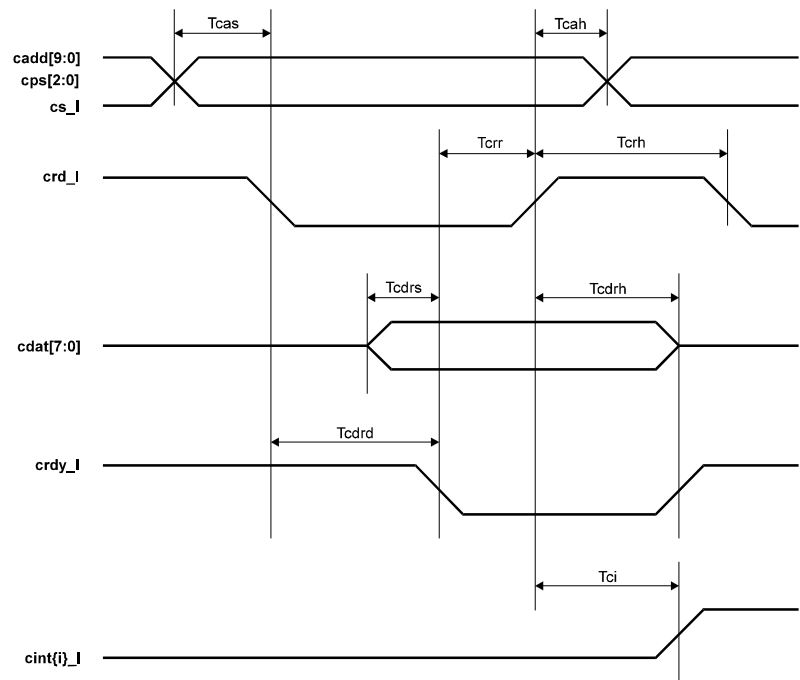 Tcas
Tcah
cadd[9:0]
cps[2:0]
cs_l
Tcrr
Tcrh
crd_l
Tcdrs
Tcdrh
cdat[7:0]
Tcdrd
crdy_l
Tci
cint{i}_l